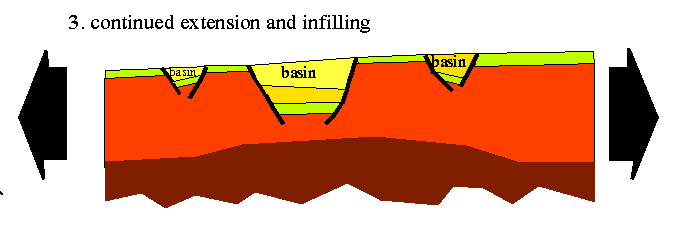 3. continued extension and infilling
basin
basin
basin